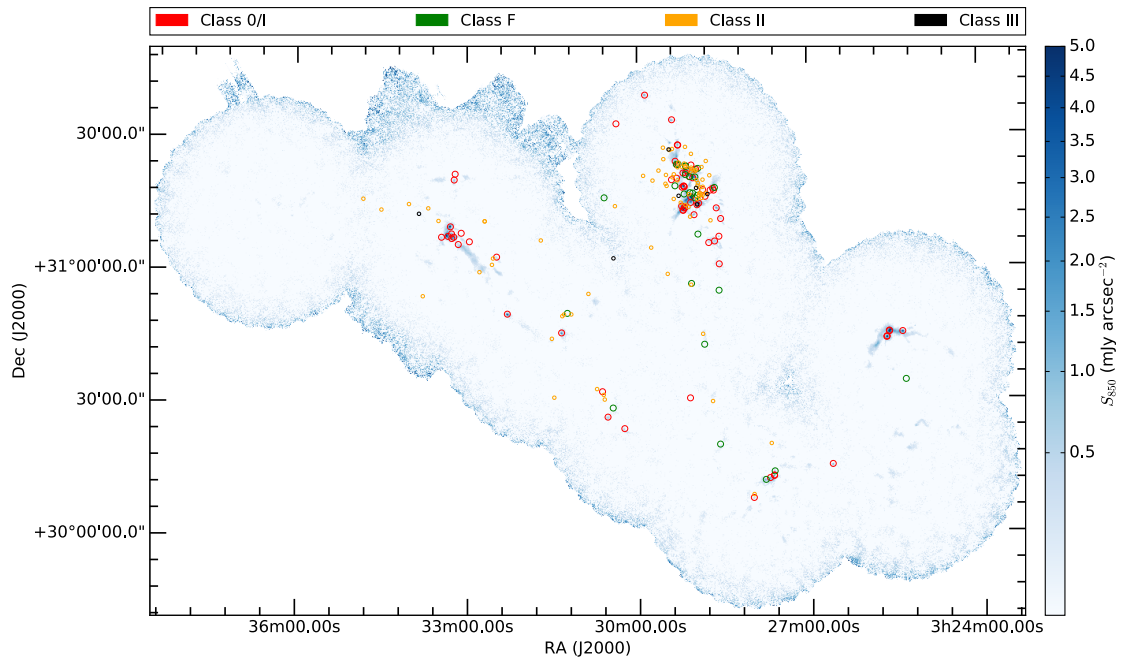 Class 0/I Class F Class II Class III
5.0
4.5
4.0
3.5
3.0
2.5
2.0
1.5
1.0
0.5
S850 (mJy arcsec−2)
30'00.0"
+31°00'00.0"
30'00.0"
+30°00'00.0"
Dec (J2000)
36m00.00s 33m00.00s 30m00.00s 27m00.00s 3h24m00.00s
RA (J2000)